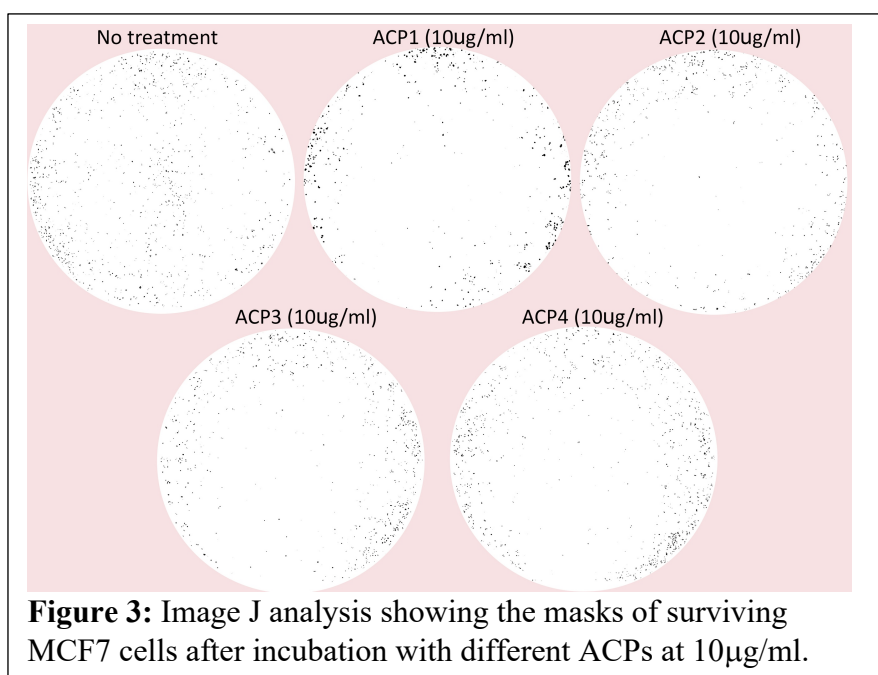 No treatment
ACP1 (10ug/ml)
ACP2 (10ug/ml)
ACP3 (10ug/ml)
ACP4 (10ug/ml)
Figure 3: Image J analysis showing the masks of surviving
MCF7 cells after incubation with different ACPs at 10μg/ml.